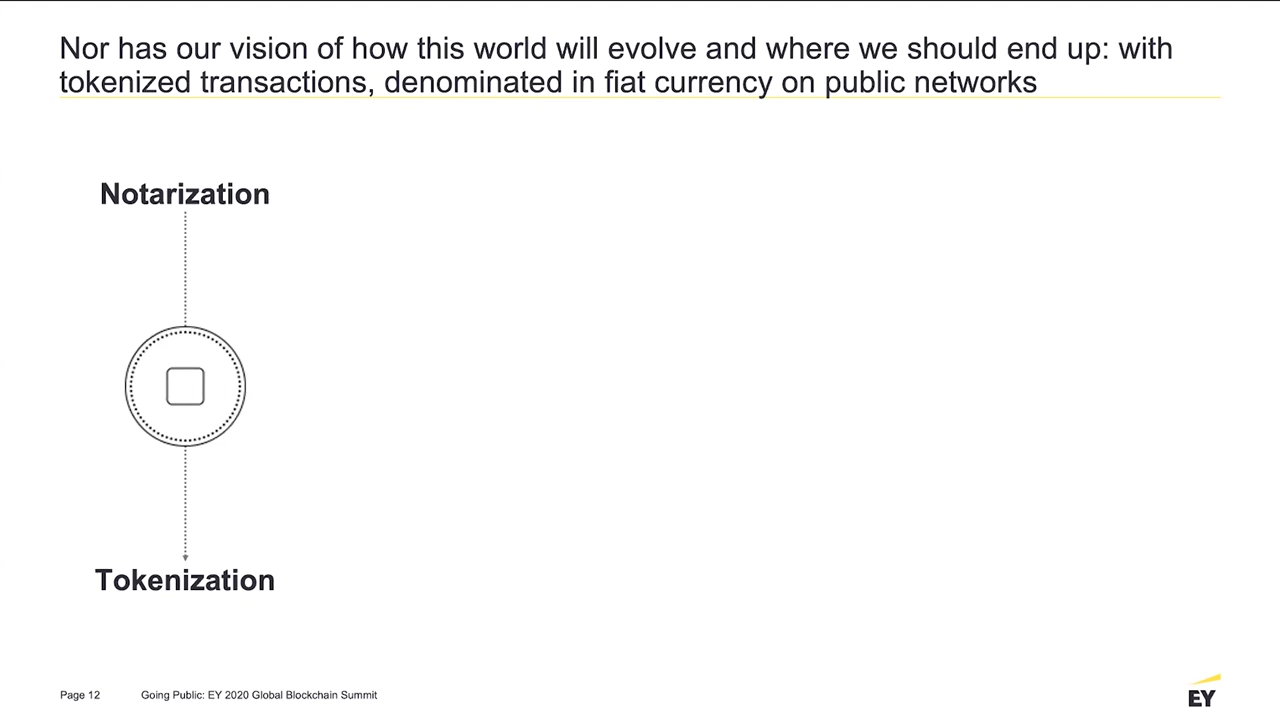 Nor has our vision of how this world will evolve and where we should end up: with
tokenized transactions, denominated in fiat currency on public networks
Notarization
Tokenization
Page 12
Going Public: EY 2020 Global Blockchain Summit
EY